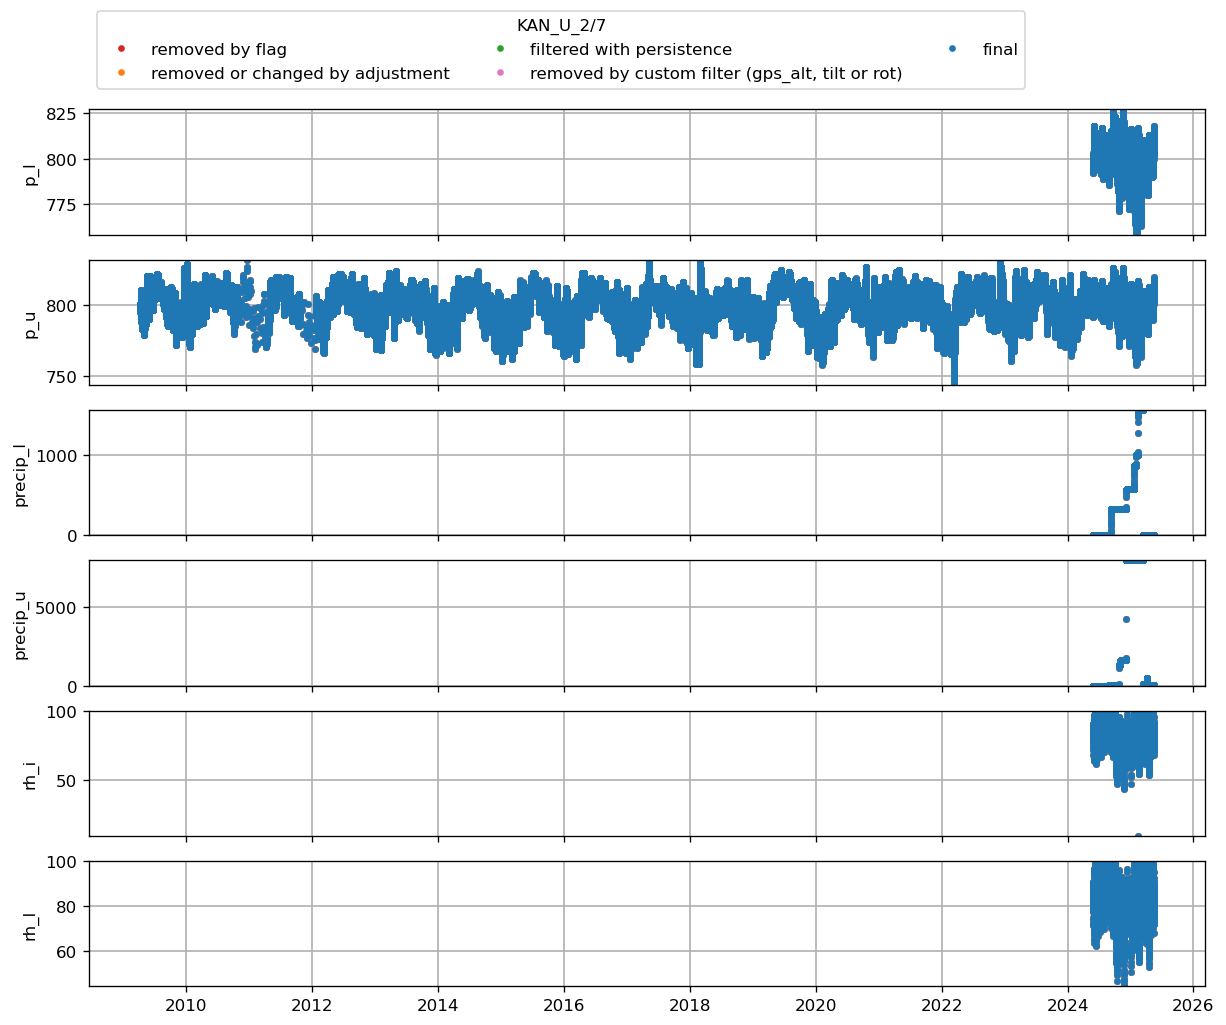 KAN_U_2/7
removed by flag
filtered with persistence
final
removed or changed by adjustment
removed by custom filter (gps_alt, tilt or rot)
825
800
775
p_l
800
750
p_u
1000
0
precip_l
5000
0
precip_u
100
50
rh_i
100
80
60
rh_l
2010 2012 2014 2016 2018 2020 2022 2024 2026